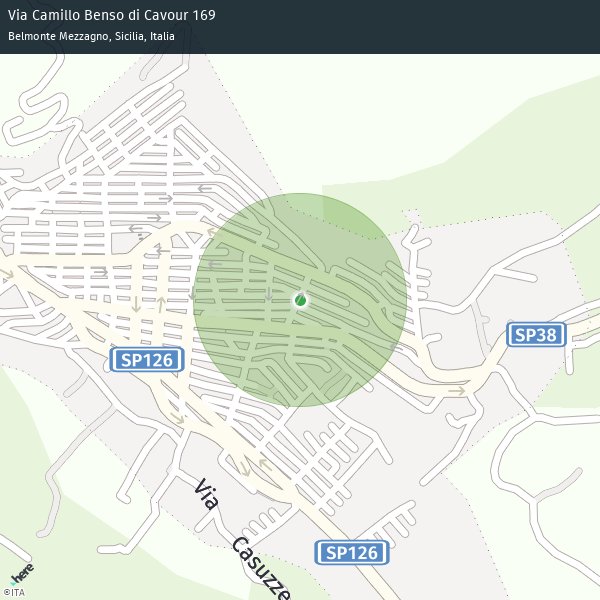 Via Camillo Benso di Cavour 169
Belmonte Mezzagno, Sicilia, Italia
SP38
SP126
Via Casuzze
SP126
here
©ITA